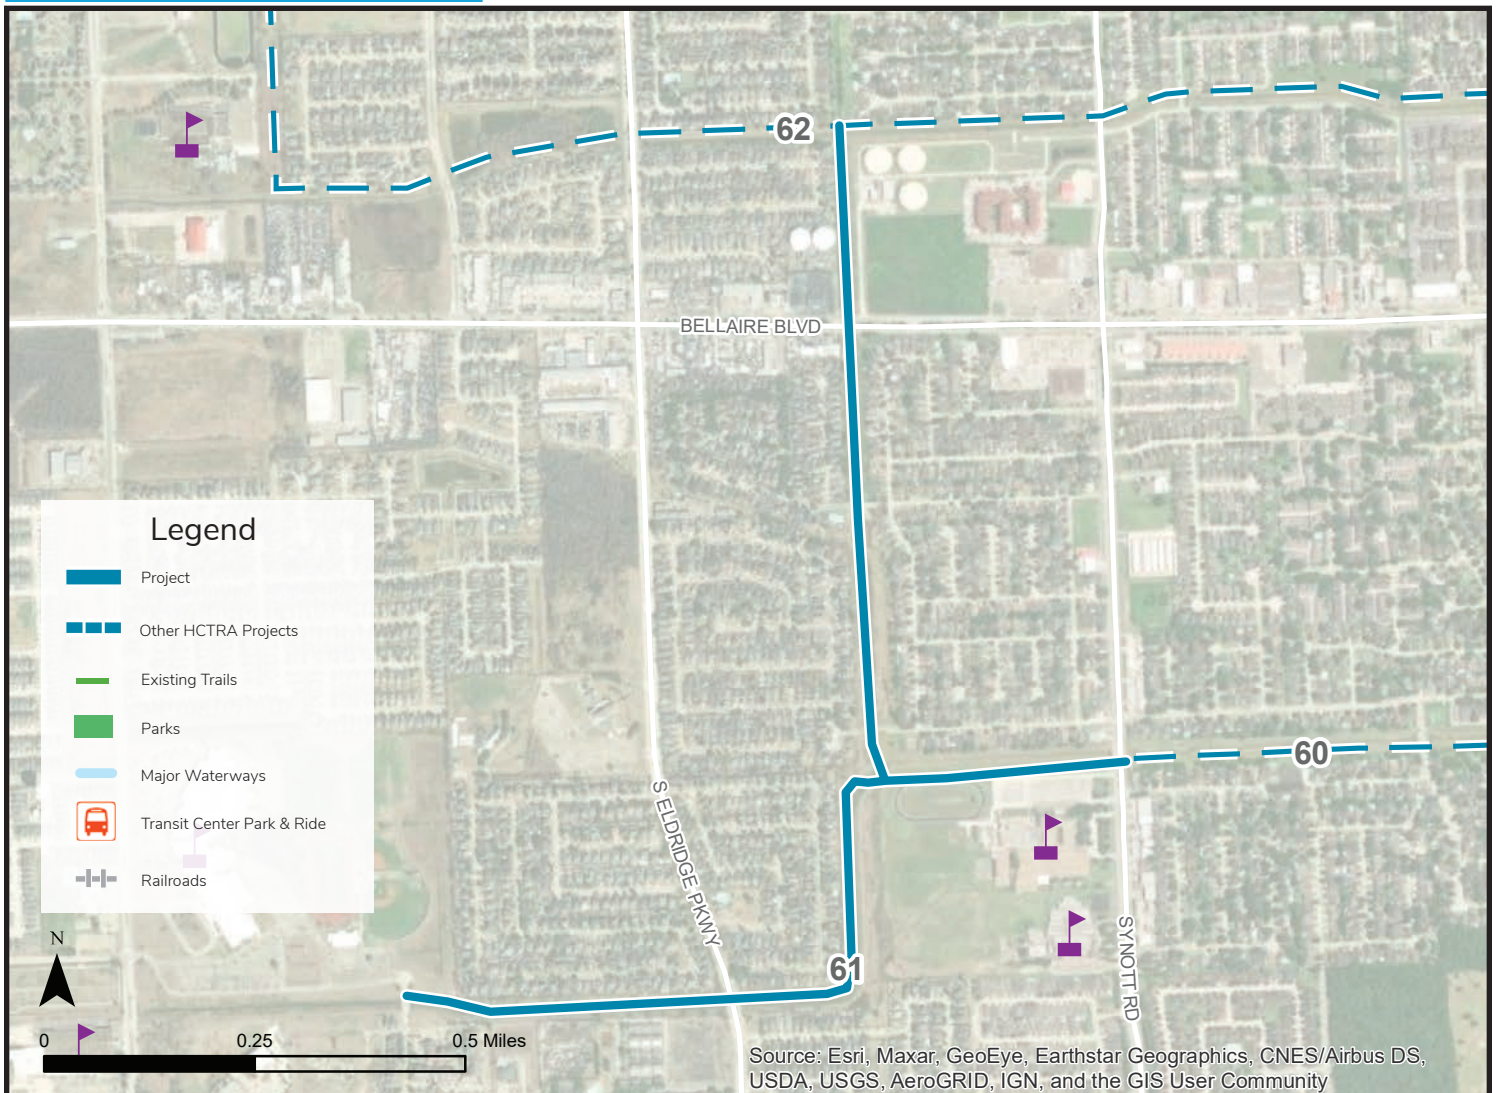 62
BELLAIRE BLVD
Legend
Project
Other HCTRA Projects
Existing Trails
Parks
Major Waterways
Transit Center Park & Ride
Railroads
60
S ELDRIDGE PKWY
SYNOTT RD
61
N
0 0.25 0.5 Miles
Source: Esri, Maxar, GeoEye, Earthstar Geographics, CNES/Airbus DS,
USDA, USGS, AeroGRID, IGN, and the GIS User Community